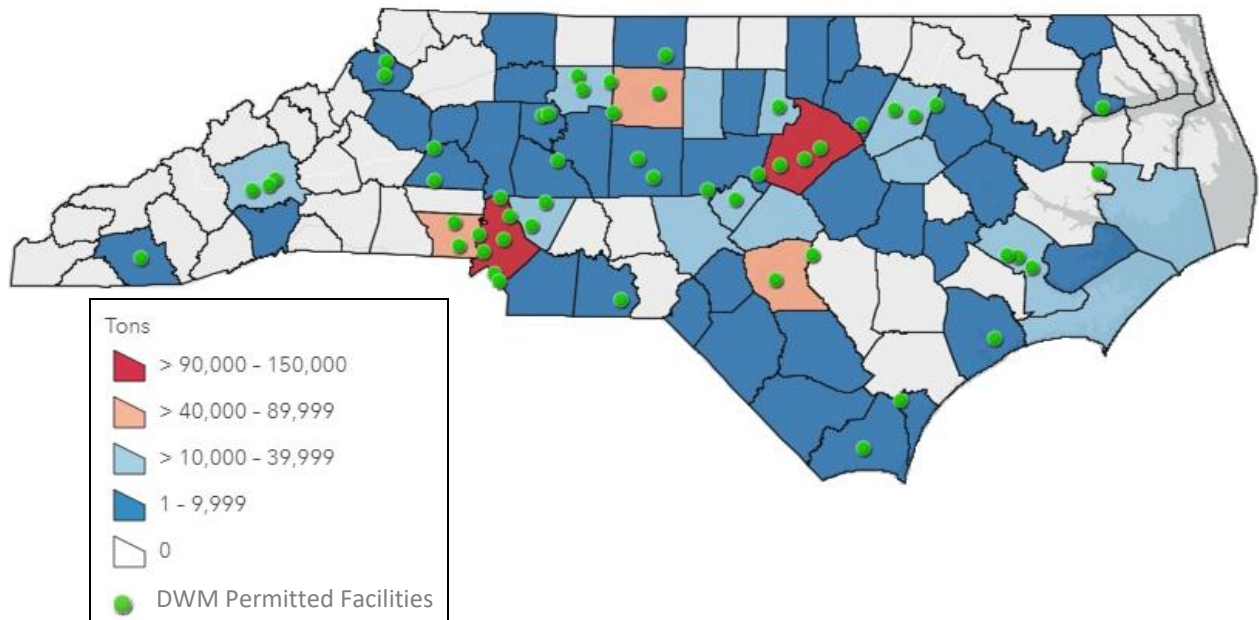 Tons
> 90,000 - 150,000
> 40,000 - 89,999
> 10,000 - 39,999
1 - 9,999
0
DWM Permitted Facilities